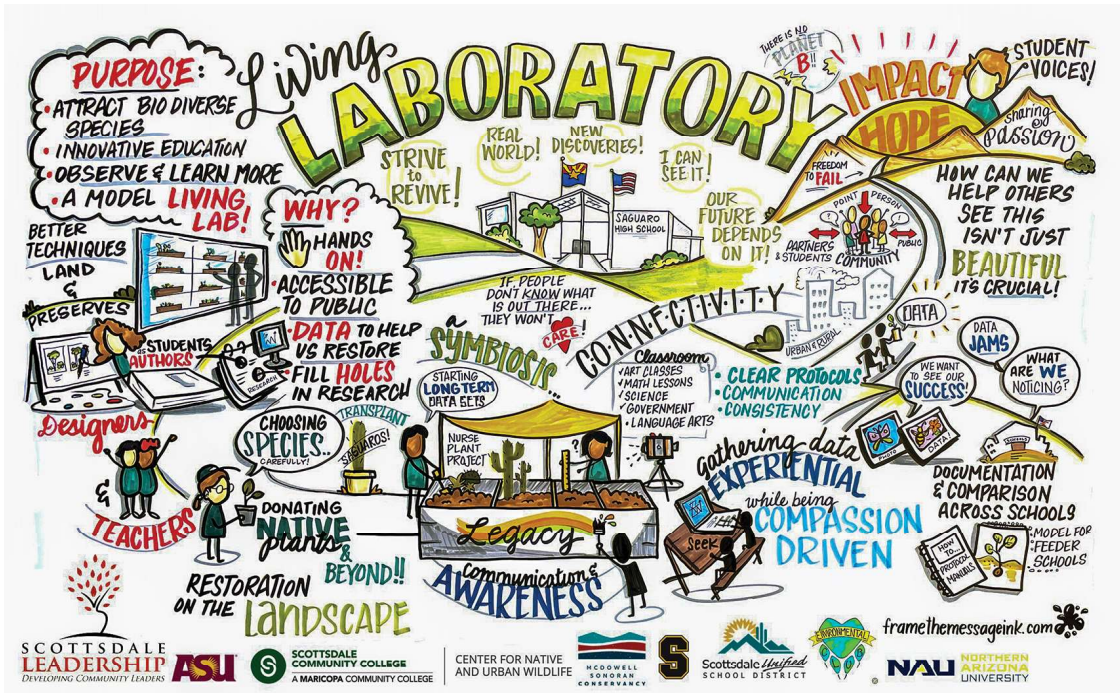 PURPOSE:
• ATTRACT BIO DIVERSE
SPECIES
• INNOVATIVE EDUCATION
• OBSERVE & LEARN MORE
• A MODEL LIVING,
LAB!
Living
LABORATORY
THERE IS NO
PLANET
B!!
IMPACT
HOPE
STUDENT
VOICES!
sharing
passion
STRIVE
to
REVIVE!
REAL
WORLD!
NEW
DISCOVERIES!
I CAN
SEE IT!
OUR
FUTURE
DEPENDS
ON IT!
SAGUARO
HIGH SCHOOL
FREEDOM
TO FAIL
POINT PERSON
PARTNERS
& STUDENTS
PUBLIC
COMMUNITY
HOW CAN WE
HELP OTHERS
SEE THIS
ISN'T JUST
BEAUTIFUL
IT'S CRUCIAL!
WHY?
HANDS
ON!
• ACCESSIBLE
TO PUBLIC
• DATA TO HELP
US RESTORE
• FILL HOLES
IN RESEARCH
BETTER
TECHNIQUES
LAND
&
PRESERVES
STUDENTS
AS
AUTHORS
RESEARCH
Designers
&
TEACHERS
IF PEOPLE
DON'T KNOW WHAT
IS OUT THERE...
THEY WON'T
CARE!
C·O·N·N·E·C·T·I·V·I·T·Y
URBAN & RURAL
DATA
DATA
JAMS
WHAT
ARE WE
NOTICING?
WE WANT
TO SEE OUR
SUCCESS!
PHOTO
DATA!
a
SYMBIOSIS...
Classroom
✓ART CLASSES
✓MATH LESSONS
✓SCIENCE
✓GOVERNMENT
• LANGUAGE ARTS
• CLEAR PROTOCOLS
• COMMUNICATION
• CONSISTENCY
STARTING
LONG TERM
DATA SETS
CHOOSING
SPECIES..
CAREFULLY!
TRANSPLANT
SAGUAROS!
NURSE
PLANT
PROJECT
?
Legacy
DONATING
NATIVE
plants
&
BEYOND!!
RESTORATION
ON THE LANDSCAPE
communication &
AWARENESS
gathering data
EXPERIENTIAL
while being
COMPASSION
DRIVEN
SEEK
DOCUMENTATION
& COMPARISON
ACROSS SCHOOLS
HOW
TO...
PROTOCOL
MANUALS
• MODEL FOR
FEEDER
SCHOOLS
SCOTTSDALE
LEADERSHIP
DEVELOPING COMMUNITY LEADERS
ASU
S
SCOTTSDALE
COMMUNITY COLLEGE
A MARICOPA COMMUNITY COLLEGE
CENTER FOR NATIVE
AND URBAN WILDLIFE
MCDOWELL
SONORAN
CONSERVANCY
S
Scottsdale Unified
SCHOOL DISTRICT
ENVIRONMENTAL
framethemessageink.com
NAU
NORTHERN
ARIZONA
UNIVERSITY